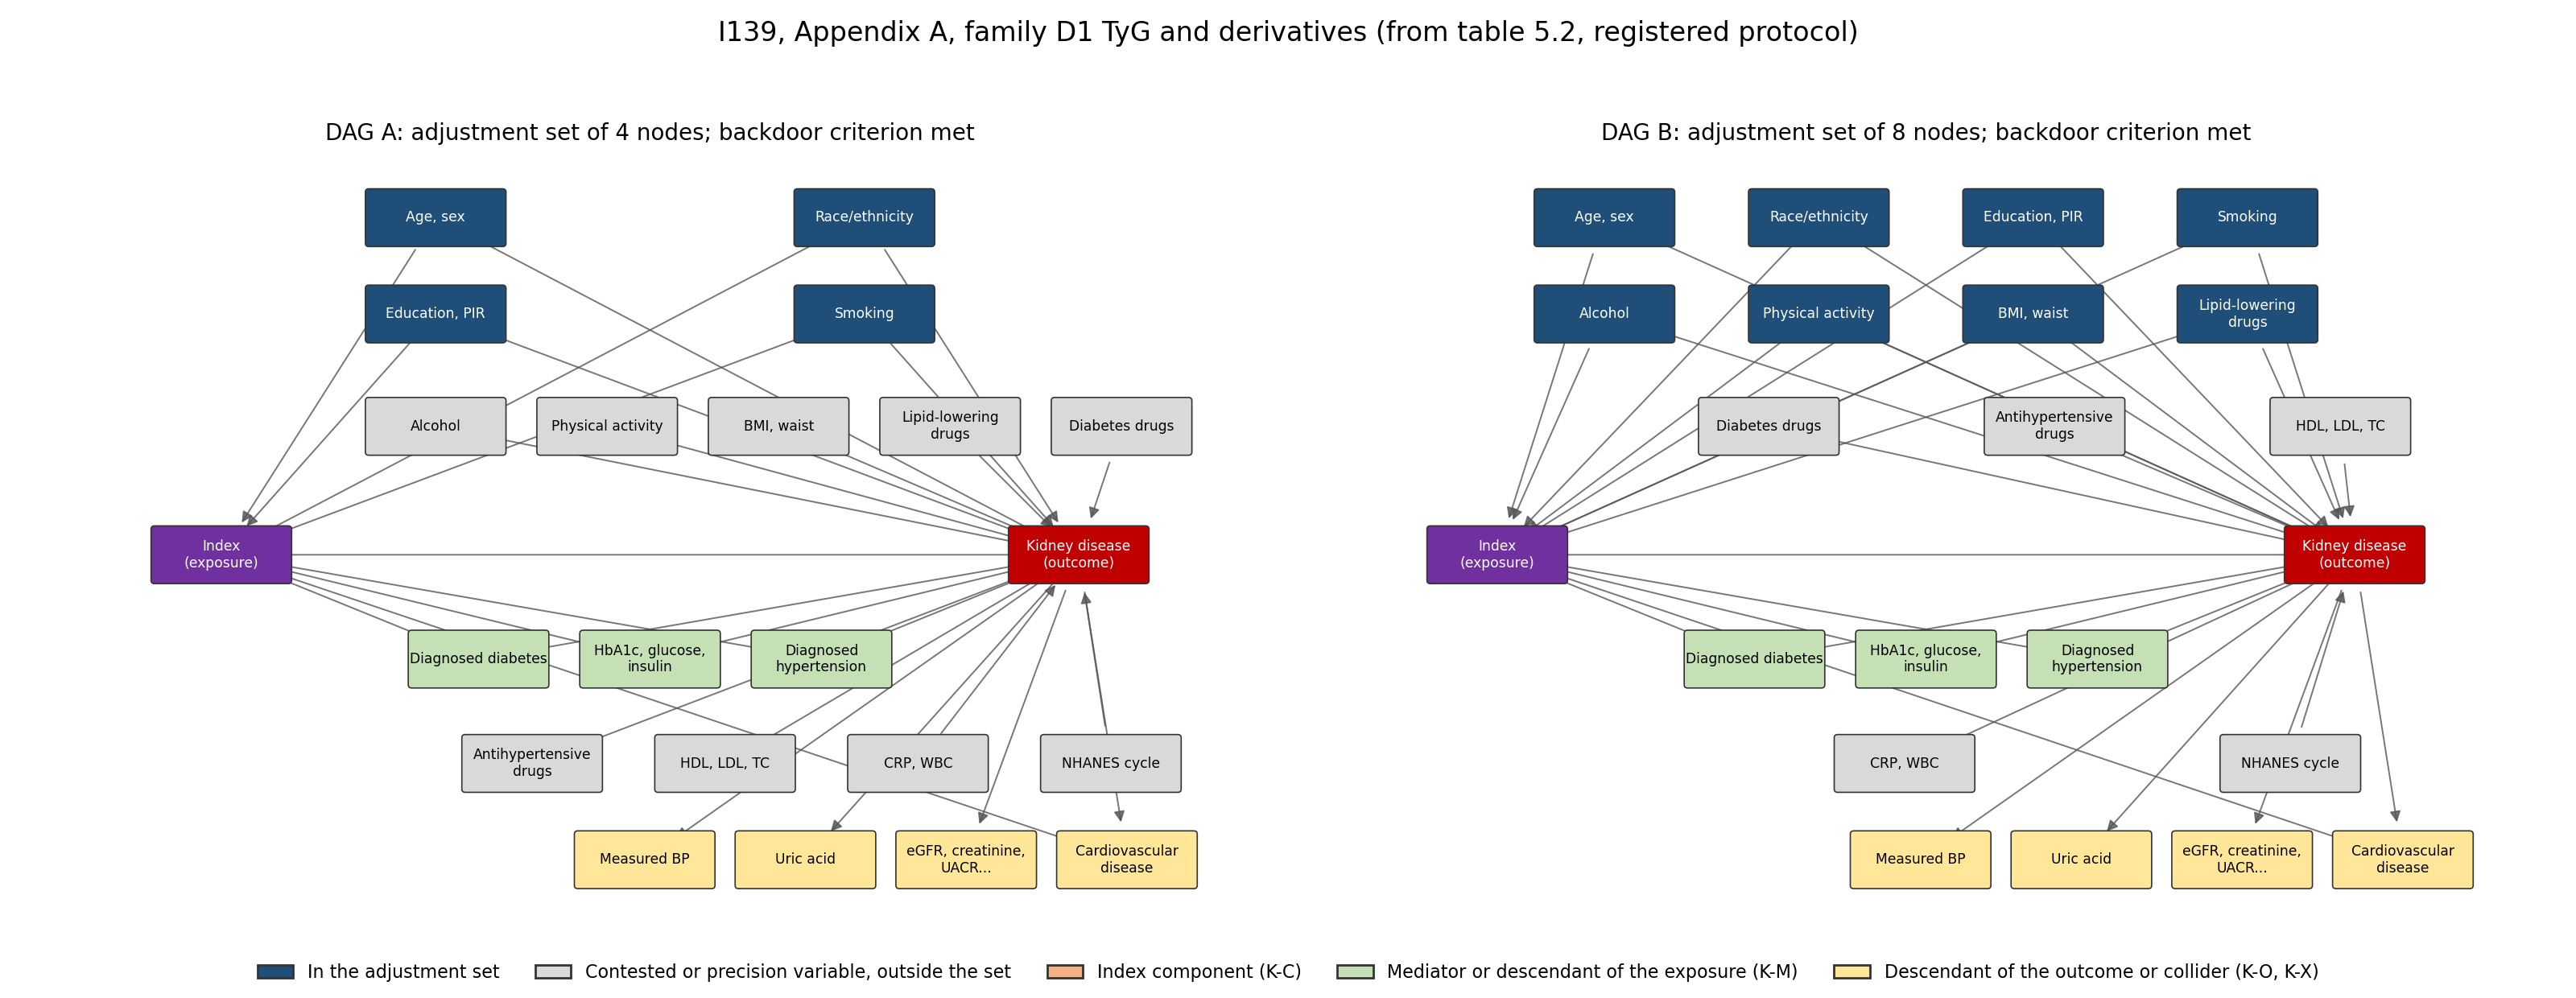 I139, Appendix A, family D1 TyG and derivatives (from table 5.2, registered protocol)
DAG A: adjustment set of 4 nodes; backdoor criterion met
Age, sex
Race/ethnicity
Education, PIR
Smoking
Alcohol
Physical activity
BMI, waist
Lipid-lowering
drugs
Diabetes drugs
Index
(exposure)
Kidney disease
(outcome)
Diagnosed diabetes
HbA1c, glucose,
insulin
Diagnosed
hypertension
Antihypertensive
drugs
HDL, LDL, TC
CRP, WBC
NHANES cycle
Measured BP
Uric acid
eGFR, creatinine,
UACR...
Cardiovascular
disease
DAG B: adjustment set of 8 nodes; backdoor criterion met
Age, sex
Race/ethnicity
Education, PIR
Smoking
Alcohol
Physical activity
BMI, waist
Lipid-lowering
drugs
Diabetes drugs
Antihypertensive
drugs
HDL, LDL, TC
Index
(exposure)
Kidney disease
(outcome)
Diagnosed diabetes
HbA1c, glucose,
insulin
Diagnosed
hypertension
CRP, WBC
NHANES cycle
Measured BP
Uric acid
eGFR, creatinine,
UACR...
Cardiovascular
disease
In the adjustment set
Contested or precision variable, outside the set
Index component (K-C)
Mediator or descendant of the exposure (K-M)
Descendant of the outcome or collider (K-O, K-X)